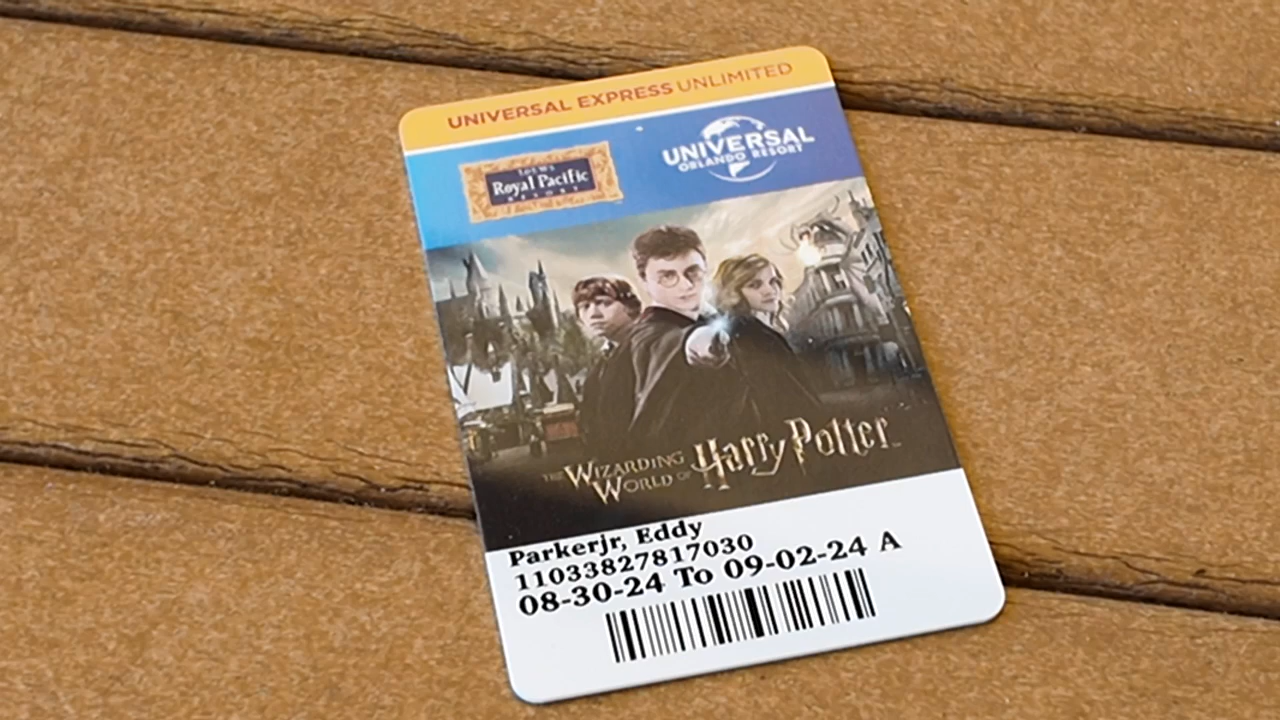 UNIVERSAL EXPRESS UNLIMITED
LOEWS
Royal Pacific
RESORT
UNIVERSAL
ORLANDO RESORT
THE WIZARDING WORLD OF Harry Potter
Parkerjr, Eddy
11033827817030
08-30-24 To 09-02-24 A